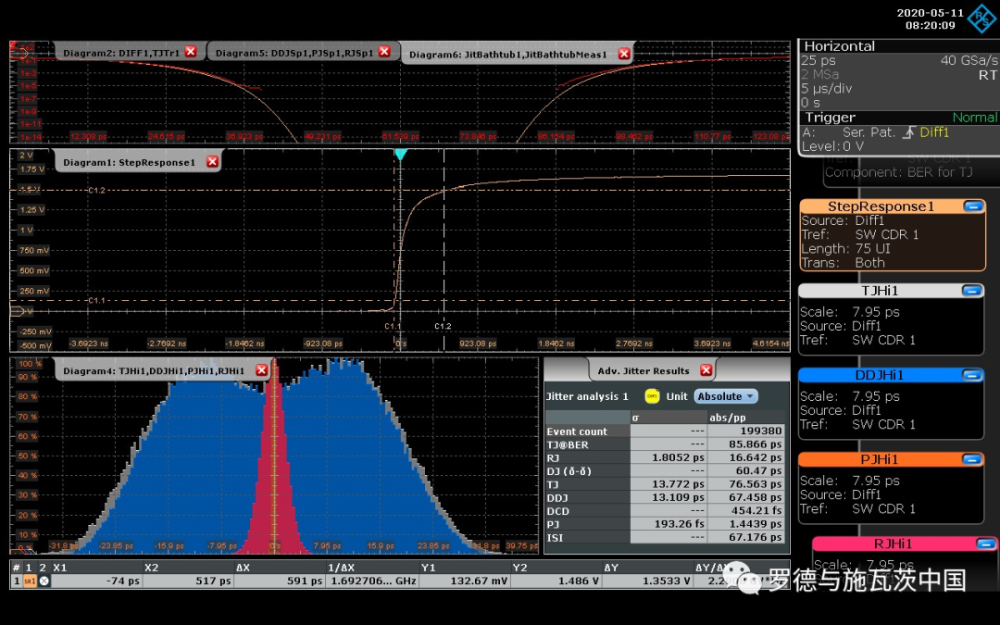 2020-05-11
08:20:09
Diagram2: DIFF1,TJTr1
Diagram5: DDJSp1,PJSp1,RJSp1
Diagram6: JitBathtub1,JitBathtubMeas1
1e-5
1e-11
1e-14
12.308 ps
24.615 ps
36.923 ps
49.231 ps
61.539 ps
73.846 ps
86.154 ps
98.462 ps
110.77 ps
123.08 ps
Horizontal
25 ps 40 GSa/s
2 MSa RT
5 µs/div
0 s
Trigger Normal
A: Ser. Pat. Diff1
Level: 0 V
Tref: SW CDR 1
Component: BER for TJ
Diagram1: StepResponse1
2 V
1.75 V
1.5 V
1.25 V
1 V
750 mV
500 mV
250 mV
-250 mV
-500 mV
C1.2
C1.1
C1.1 C1.2
-3.6923 ns
-2.7692 ns
-1.8462 ns
-923.08 ps
0 s
923.08 ps
1.8462 ns
2.7692 ns
3.6923 ns
4.6154 ns
StepResponse1
Source: Diff1
Tref: SW CDR 1
Length: 75 UI
Trans: Both
TJHi1
Scale: 7.95 ps
Source: Diff1
Tref: SW CDR 1
DDJHi1
Scale: 7.95 ps
Source: Diff1
Tref: SW CDR 1
PJHi1
Scale: 7.95 ps
Source: Diff1
Tref: SW CDR 1
RJHi1
Scale: 7.95 ps
Diagram4: TJHi1,DDJHi1,PJHi1,RJHi1
100 %
90 %
80 %
70 %
60 %
50 %
40 %
30 %
20 %
10 %
-31.8 ps
-23.85 ps
-15.9 ps
-7.95 ps
7.95 ps
15.9 ps
23.85 ps
31.8 ps
39.75 ps
Adv. Jitter Results
Jitter analysis 1 Unit Absolute
σ abs/pp
Event count --- 199380
TJ@BER --- 85.866 ps
RJ 1.8052 ps 16.642 ps
DJ (δ-δ) --- 60.47 ps
TJ 13.772 ps 76.563 ps
DDJ 13.109 ps 67.458 ps
DCD --- 454.21 fs
PJ 193.26 fs 1.4439 ps
ISI --- 67.176 ps
# 1 2 X1 X2 ΔX 1/ΔX Y1 Y2 ΔY ΔY/ΔX
1 SR1 -74 ps 517 ps 591 ps 1.692706... GHz 132.67 mV 1.486 V 1.3533 V
罗德与施瓦茨中国